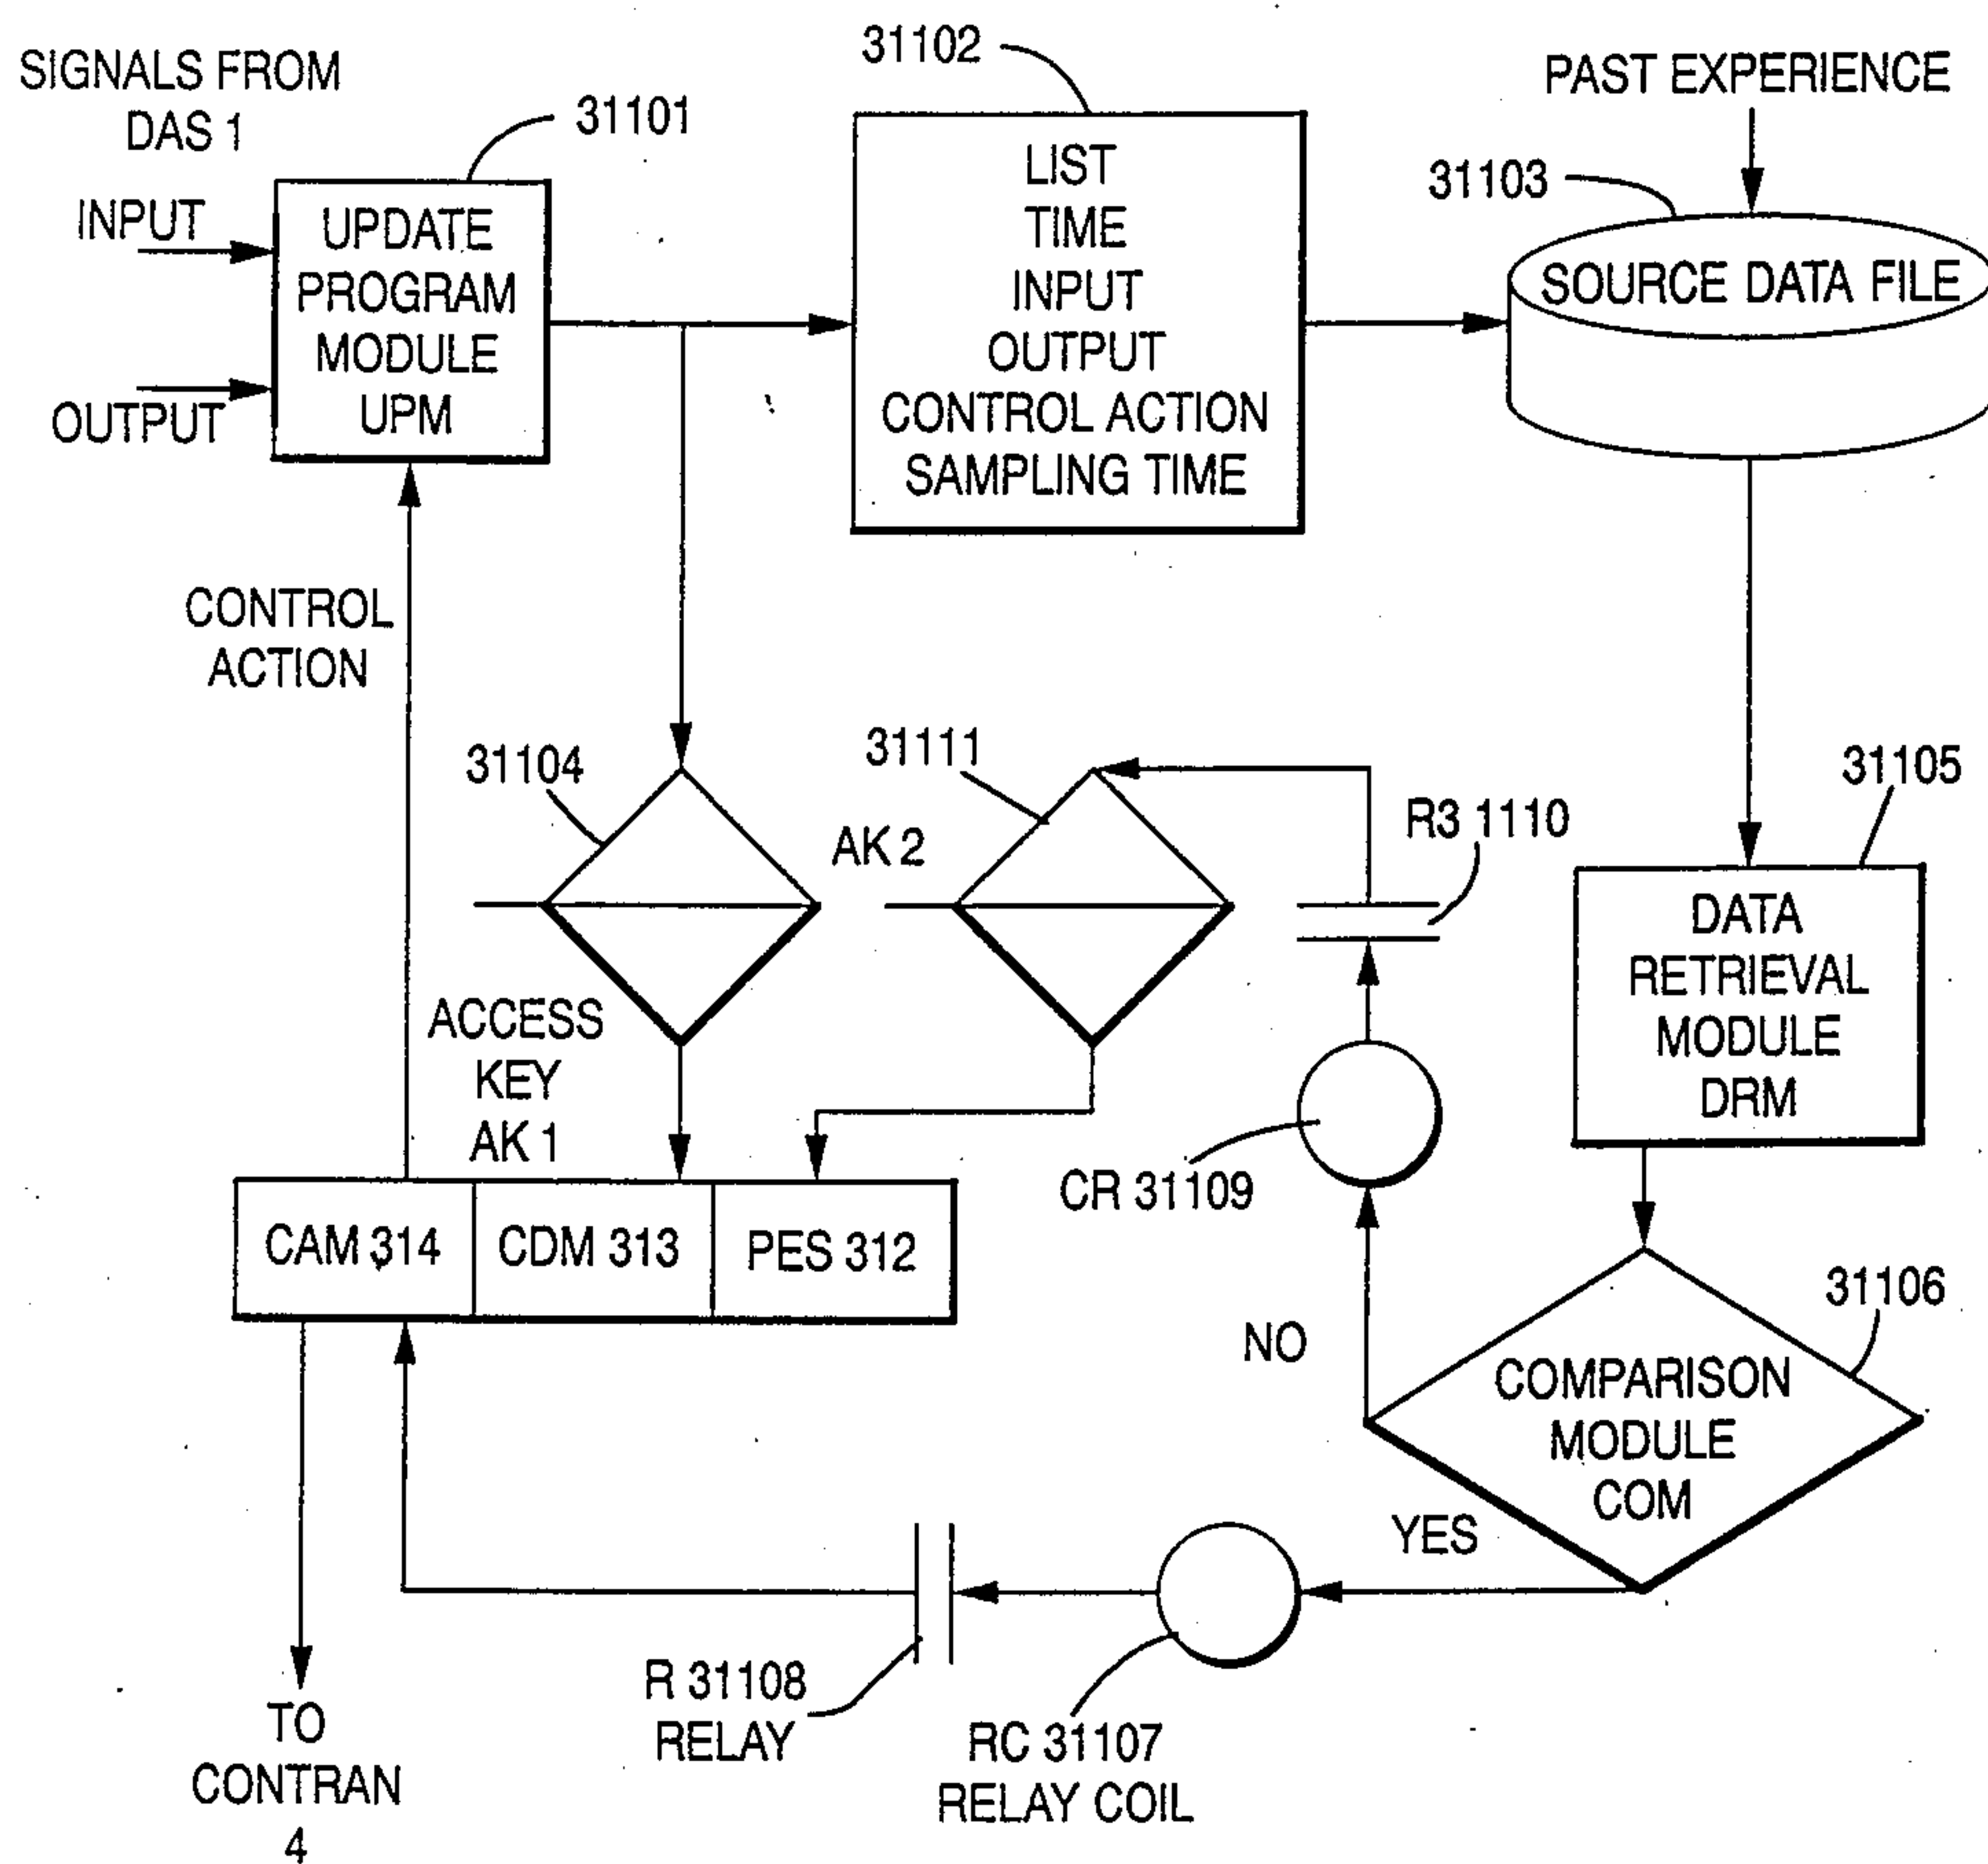 SIGNALS FROM
DAS 1
31101
31102
PAST EXPERIENCE
31103
INPUT
OUTPUT
UPDATE
PROGRAM
MODULE
UPM
LIST
TIME
INPUT
OUTPUT
CONTROL ACTION
SAMPLING TIME
SOURCE DATA FILE
CONTROL
ACTION
31104
31111
AK 2
R3 1110
31105
ACCESS
KEY
AK 1
DATA
RETRIEVAL
MODULE
DRM
CR 31109
CAM 314
CDM 313
PES 312
31106
NO
COMPARISON
MODULE
COM
YES
R 31108
RELAY
RC 31107
RELAY COIL
TO
CONTRAN
4